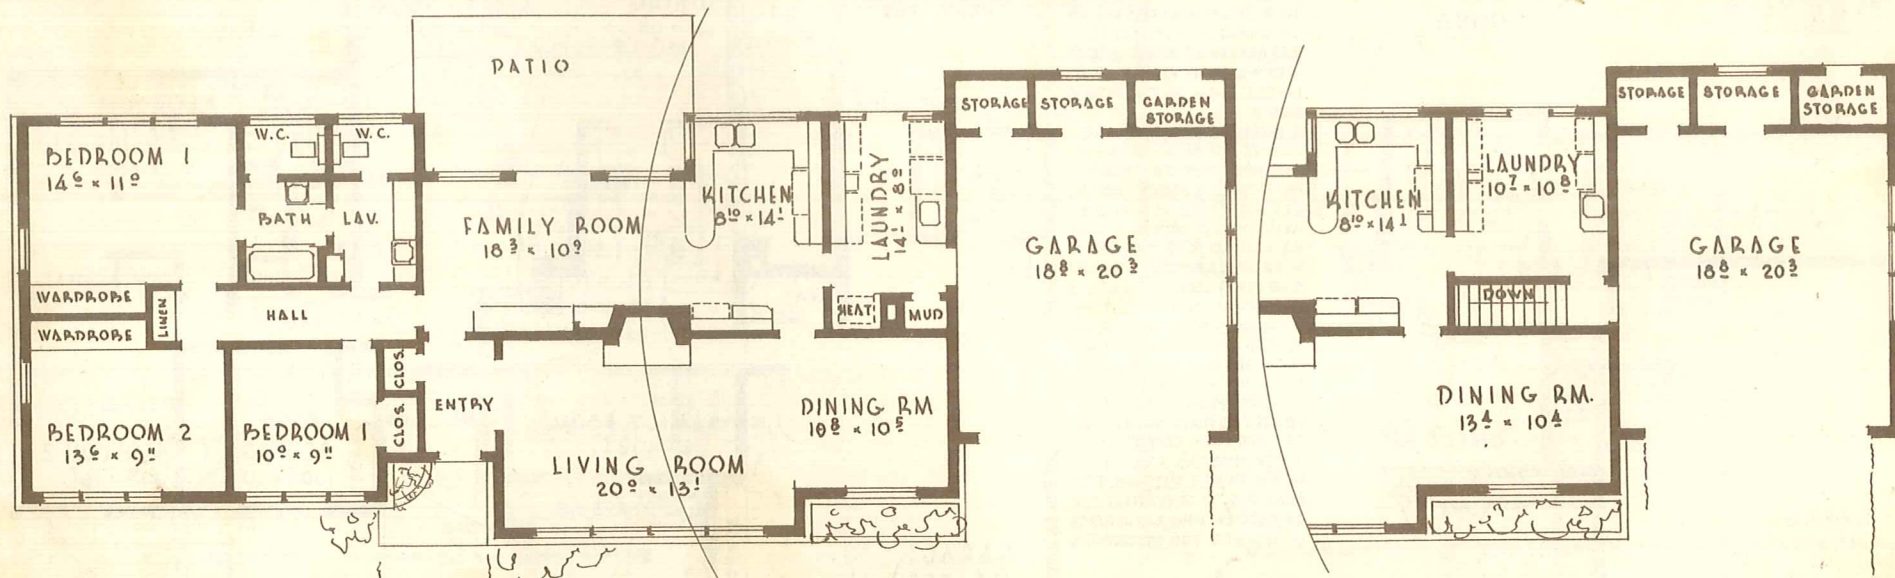 PATIO
BEDROOM 1
14⁶ x 11⁰
W.C.
W.C.
BATH
LAV.
FAMILY ROOM
18³ x 10⁹
KITCHEN
8¹⁰ x 14¹
LAUNDRY
14¹ x 8⁰
STORAGE
STORAGE
GARDEN
STORAGE
GARAGE
18⁸ x 20³
WARDROBE
WARDROBE
LINEN
HALL
HEAT
MUD
CLOS.
CLOS.
ENTRY
BEDROOM 2
13⁶ x 9¹¹
BEDROOM 1
10⁰ x 9¹¹
LIVING ROOM
20⁰ x 13¹
DINING RM
10⁸ x 10⁵
STORAGE
STORAGE
GARDEN
STORAGE
KITCHEN
8¹⁰ x 14¹
LAUNDRY
10⁷ x 10⁸
DOWN
GARAGE
18⁸ x 20³
DINING RM.
13⁴ x 10⁴